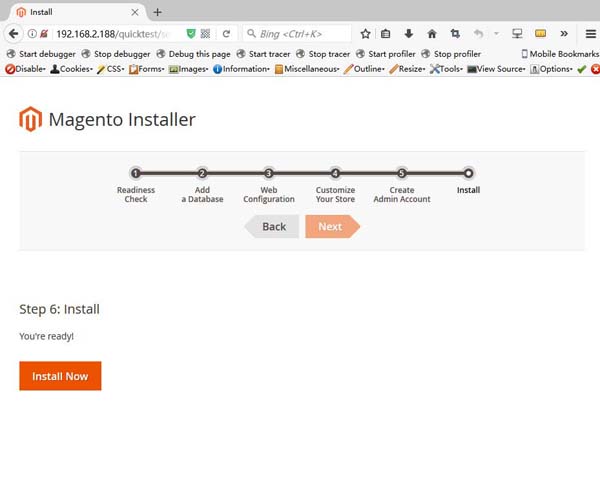 Install
192.168.2.188/quicktest/se
Bing <Ctrl+K>
Start debugger Stop debugger Debug this page Start tracer Stop tracer Start profiler Stop profiler Mobile Bookmarks
Disable Cookies CSS Forms Images Information Miscellaneous Outline Resize Tools View Source Options
Magento Installer
1 2 3 4 5
Readiness Check
Add a Database
Web Configuration
Customize Your Store
Create Admin Account
Install
Back Next
Step 6: Install
You're ready!
Install Now